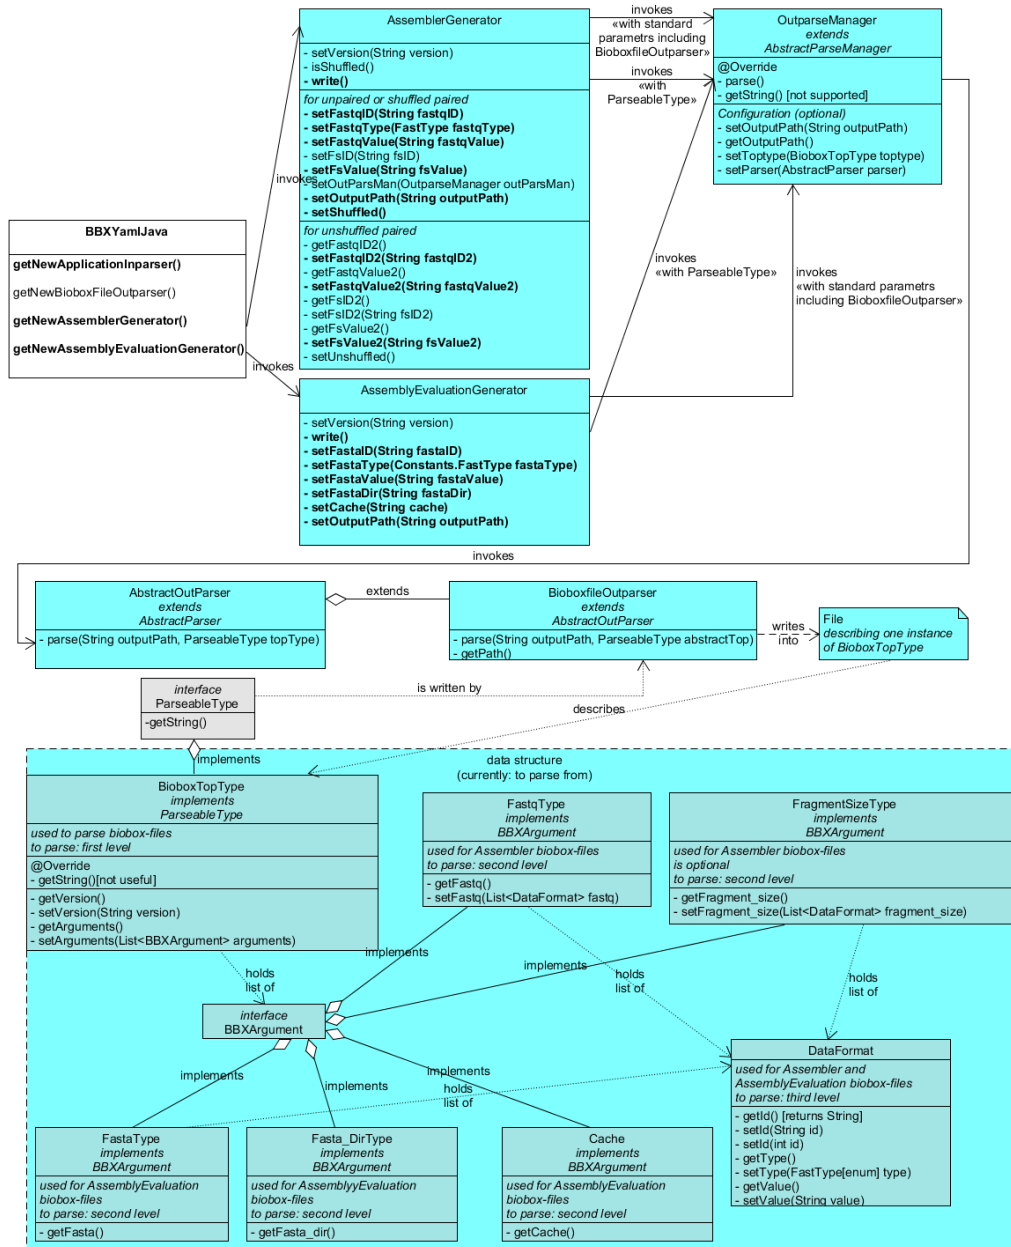 AssemblerGenerator
- setVersion(String version)
- isShuffled()
- write()
for unpaired or shuffled paired
- setFastqID(String fastqID)
- setFastqType(FastType fastqType)
- setFastqValue(String fastqValue)
- setFsID(String fsID)
- setFsValue(String fsValue)
- setOutParsMan(OutparseManager outParsMan)
- setOutputPath(String outputPath)
- setShuffled()
for unshuffled paired
- getFastqID2()
- setFastqID2(String fastqID2)
- getFastqValue2()
- setFastqValue2(String fastqValue2)
- getFsID2()
- setFsID2(String fsID2)
- getFsValue2()
- setFsValue2(String fsValue2)
- setUnshuffled()
invokes
«with standard
parametrs including
BioboxfileOutparser»
invokes
«with
ParseableType»
OutparseManager
extends
AbstractParseManager
@Override
- parse()
- getString() [not supported]
Configuration (optional)
- setOutputPath(String outputPath)
- getOutputPath()
- setToptype(BioboxTopType toptype)
- setParser(AbstractParser parser)
invokes
BBXYamlJava
getNewApplicationInparser()
getNewBioboxFileOutparser()
getNewAssemblerGenerator()
getNewAssemblyEvaluationGenerator()
invokes
invokes
«with ParseableType»
invokes
«with standard parametrs
including BioboxfileOutparser»
AssemblyEvaluationGenerator
- setVersion(String version)
- write()
- setFastaID(String fastaID)
- setFastaType(Constants.FastType fastaType)
- setFastaValue(String fastaValue)
- setFastaDir(String fastaDir)
- setCache(String cache)
- setOutputPath(String outputPath)
invokes
AbstractOutParser
extends
AbstractParser
- parse(String outputPath, ParseableType topType)
extends
BioboxfileOutparser
extends
AbstractOutParser
- parse(String outputPath, ParseableType abstractTop)
- getPath()
writes
into
File
describing one instance
of BioboxTopType
interface
ParseableType
-getString()
is written by
describes
implements
data structure
(currently: to parse from)
BioboxTopType
implements
ParseableType
used to parse biobox-files
to parse: first level
@Override
- getString()[not useful]
- getVersion()
- setVersion(String version)
- getArguments()
- setArguments(List<BBXArgument> arguments)
FastqType
implements
BBXArgument
used for Assembler biobox-files
to parse: second level
- getFastq()
- setFastq(List<DataFormat> fastq)
FragmentSizeType
implements
BBXArgument
used for Assembler biobox-files
is optional
to parse: second level
- getFragment_size()
- setFragment_size(List<DataFormat> fragment_size)
implements
implements
holds
list of
holds
list of
holds
list of
interface
BBXArgument
implements
implements
implements
holds
list of
DataFormat
used for Assembler and
AssemblyEvaluation biobox-files
to parse: third level
- getId() [returns String]
- setId(String id)
- setId(int id)
- getType()
- setType(FastType[enum] type)
- getValue()
- setValue(String value)
FastaType
implements
BBXArgument
used for AssemblyEvaluation
biobox-files
to parse: second level
- getFasta()
Fasta_DirType
implements
BBXArgument
used for AssemblyyEvaluation
biobox-files
to parse: second level
- getFasta_dir()
Cache
implements
BBXArgument
used for AssemblyEvaluation
biobox-files
to parse: second level
- getCache()